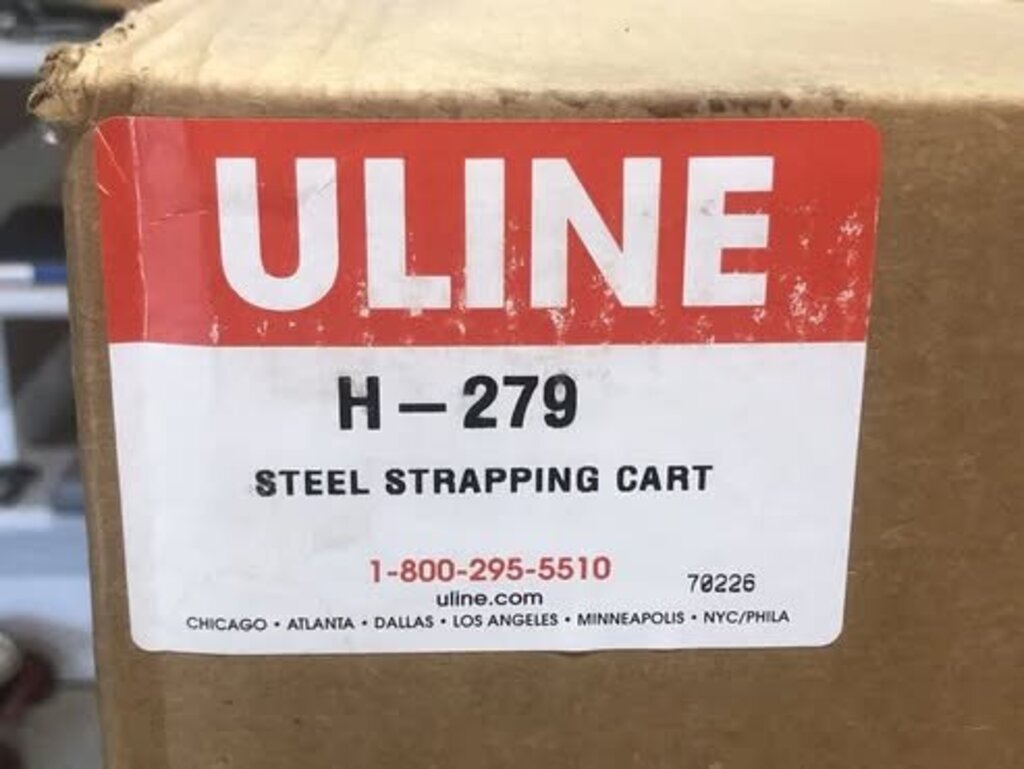 ULINE
H – 279
STEEL STRAPPING CART
1-800-295-5510
70226
uline.com
CHICAGO • ATLANTA • DALLAS • LOS ANGELES • MINNEAPOLIS • NYC/PHILA